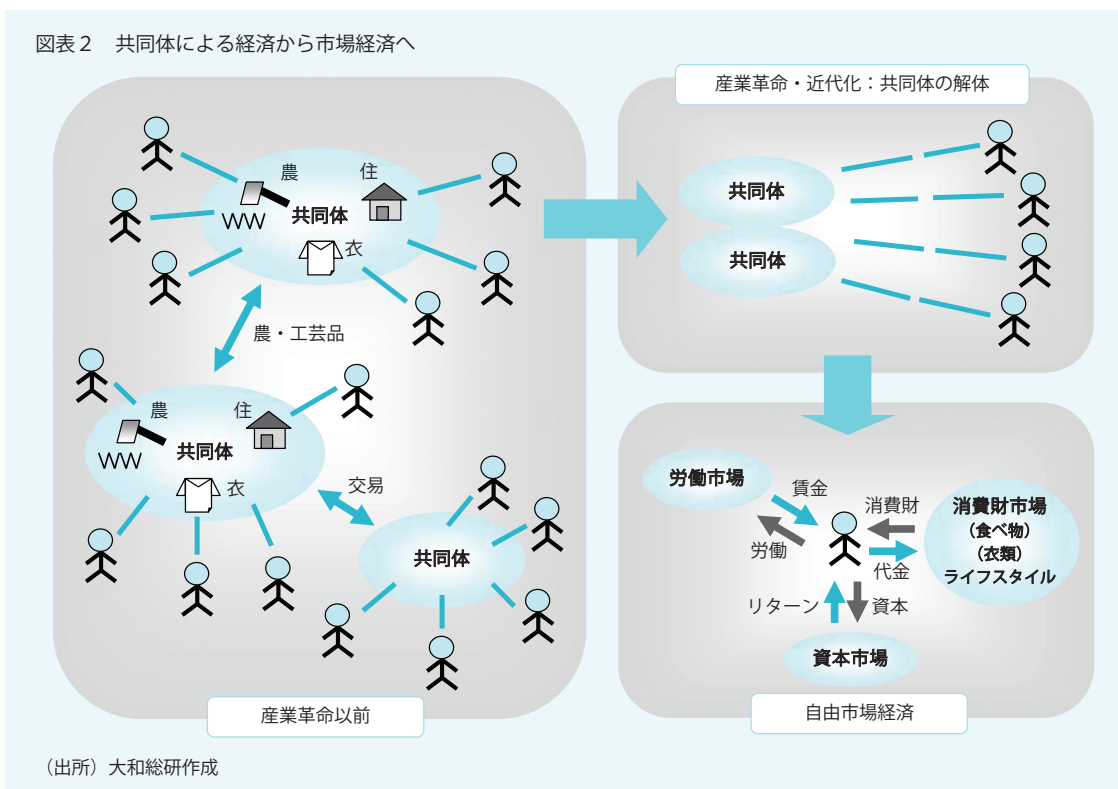 図表2 共同体による経済から市場経済へ
農
住
共同体
衣
農・工芸品
農
住
共同体
衣
交易
共同体
産業革命以前
産業革命・近代化：共同体の解体
共同体
共同体
労働市場
賃金
労働
消費財
代金
消費財市場
（食べ物）
（衣類）
ライフスタイル
リターン
資本
資本市場
自由市場経済
（出所）大和総研作成